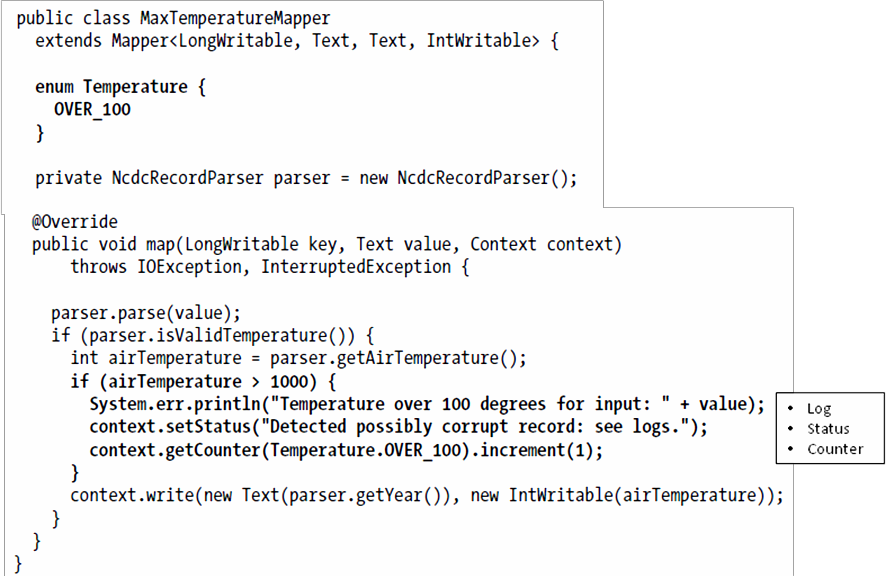 public class MaxTemperatureMapper
extends Mapper<LongWritable, Text, Text, IntWritable> {
enum Temperature {
OVER_100
}
private NcdcRecordParser parser = new NcdcRecordParser();
@Override
public void map(LongWritable key, Text value, Context context)
throws IOException, InterruptedException {
parser.parse(value);
if (parser.isValidTemperature()) {
int airTemperature = parser.getAirTemperature();
if (airTemperature > 1000) {
System.err.println("Temperature over 100 degrees for input: " + value);
context.setStatus("Detected possibly corrupt record: see logs.");
context.getCounter(Temperature.OVER_100).increment(1);
}
context.write(new Text(parser.getYear()), new IntWritable(airTemperature));
}
}
}
• Log
• Status
• Counter